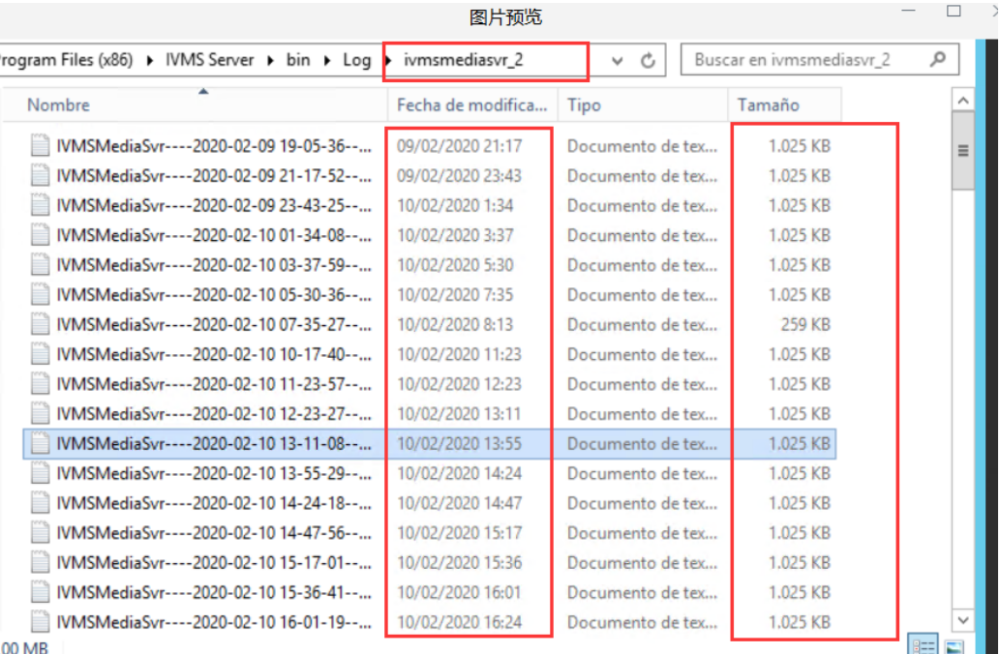 图片预览
rogram Files (x86) IVMS Server bin Log ivmsmediasvr_2 Buscar en ivmsmediasvr_2
Nombre Fecha de modifica... Tipo Tamaño
IVMSMediaSvr----2020-02-09 19-05-36--... 09/02/2020 21:17 Documento de tex... 1.025 KB
IVMSMediaSvr----2020-02-09 21-17-52--... 09/02/2020 23:43 Documento de tex... 1.025 KB
IVMSMediaSvr----2020-02-09 23-43-25--... 10/02/2020 1:34 Documento de tex... 1.025 KB
IVMSMediaSvr----2020-02-10 01-34-08--... 10/02/2020 3:37 Documento de tex... 1.025 KB
IVMSMediaSvr----2020-02-10 03-37-59--... 10/02/2020 5:30 Documento de tex... 1.025 KB
IVMSMediaSvr----2020-02-10 05-30-36--... 10/02/2020 7:35 Documento de tex... 1.025 KB
IVMSMediaSvr----2020-02-10 07-35-27--... 10/02/2020 8:13 Documento de tex... 259 KB
IVMSMediaSvr----2020-02-10 10-17-40--... 10/02/2020 11:23 Documento de tex... 1.025 KB
IVMSMediaSvr----2020-02-10 11-23-57--... 10/02/2020 12:23 Documento de tex... 1.025 KB
IVMSMediaSvr----2020-02-10 12-23-27--... 10/02/2020 13:11 Documento de tex... 1.025 KB
IVMSMediaSvr----2020-02-10 13-11-08--... 10/02/2020 13:55 Documento de tex... 1.025 KB
IVMSMediaSvr----2020-02-10 13-55-29--... 10/02/2020 14:24 Documento de tex... 1.025 KB
IVMSMediaSvr----2020-02-10 14-24-18--... 10/02/2020 14:47 Documento de tex... 1.025 KB
IVMSMediaSvr----2020-02-10 14-47-56--... 10/02/2020 15:17 Documento de tex... 1.025 KB
IVMSMediaSvr----2020-02-10 15-17-01--... 10/02/2020 15:36 Documento de tex... 1.025 KB
IVMSMediaSvr----2020-02-10 15-36-41--... 10/02/2020 16:01 Documento de tex... 1.025 KB
IVMSMediaSvr----2020-02-10 16-01-19--... 10/02/2020 16:24 Documento de tex... 1.025 KB
00 MB